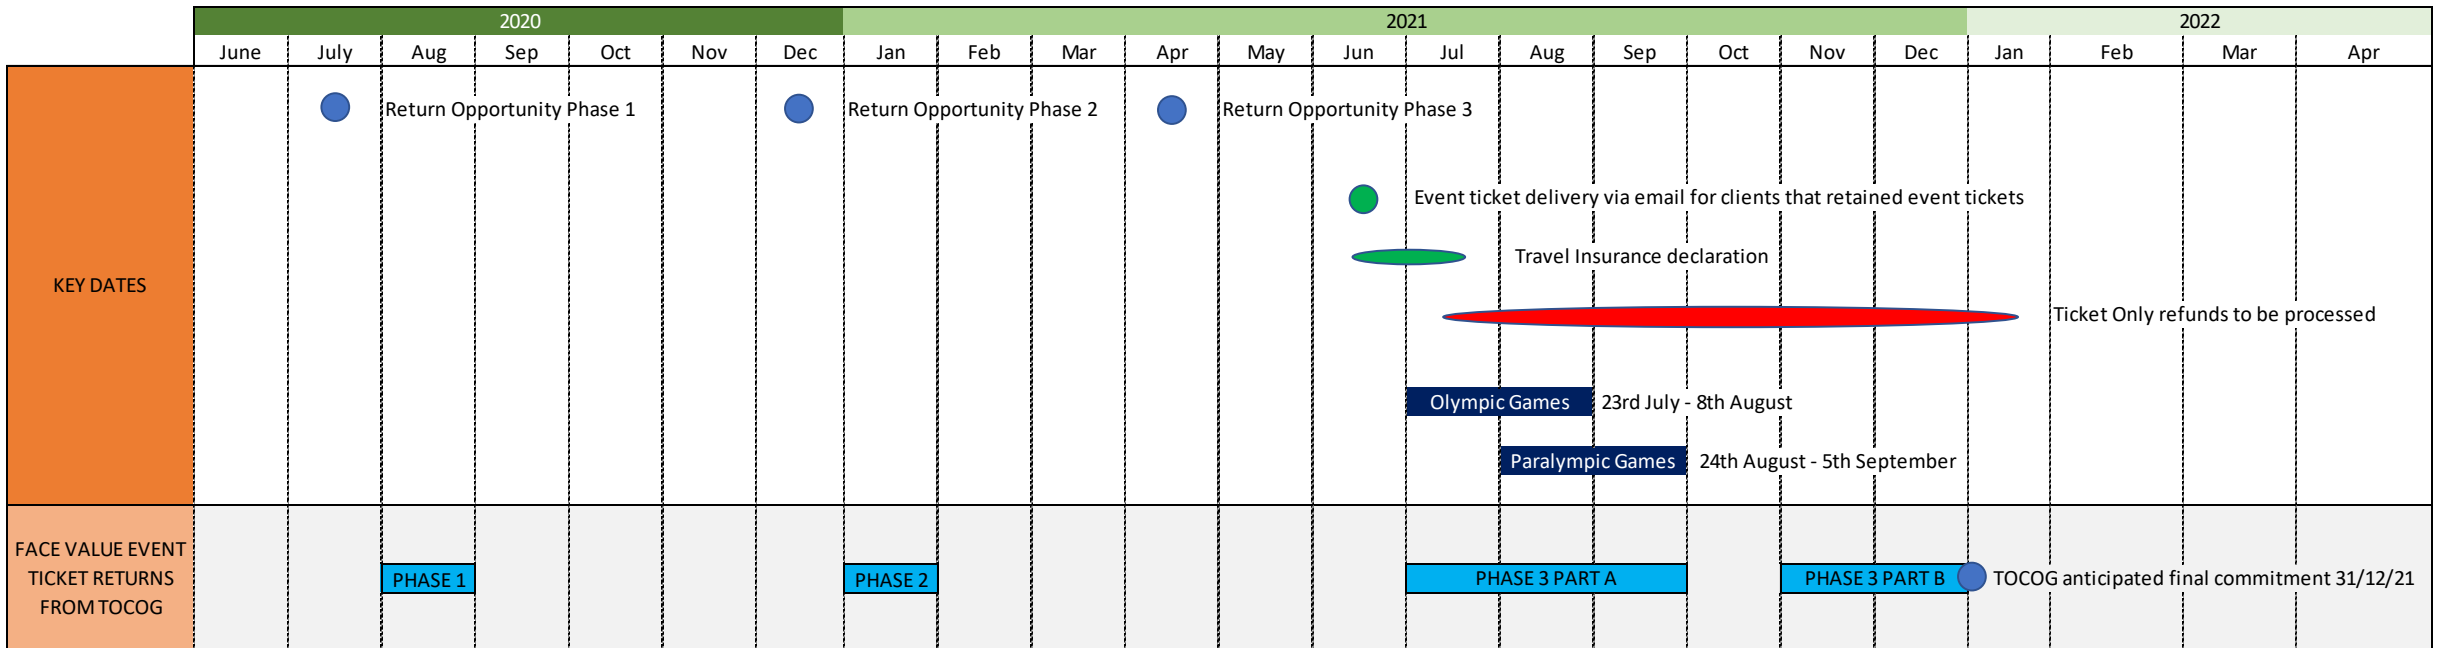 2020 2021 2022
June July Aug Sep Oct Nov Dec Jan Feb Mar Apr May Jun Jul Aug Sep Oct Nov Dec Jan Feb Mar Apr
KEY DATES
Return Opportunity Phase 1 Return Opportunity Phase 2 Return Opportunity Phase 3
Event ticket delivery via email for clients that retained event tickets
Travel Insurance declaration
Ticket Only refunds to be processed
Olympic Games 23rd July - 8th August
Paralympic Games 24th August - 5th September
FACE VALUE EVENT
TICKET RETURNS
FROM TOCOG
PHASE 1 PHASE 2 PHASE 3 PART A PHASE 3 PART B TOCOG anticipated final commitment 31/12/21